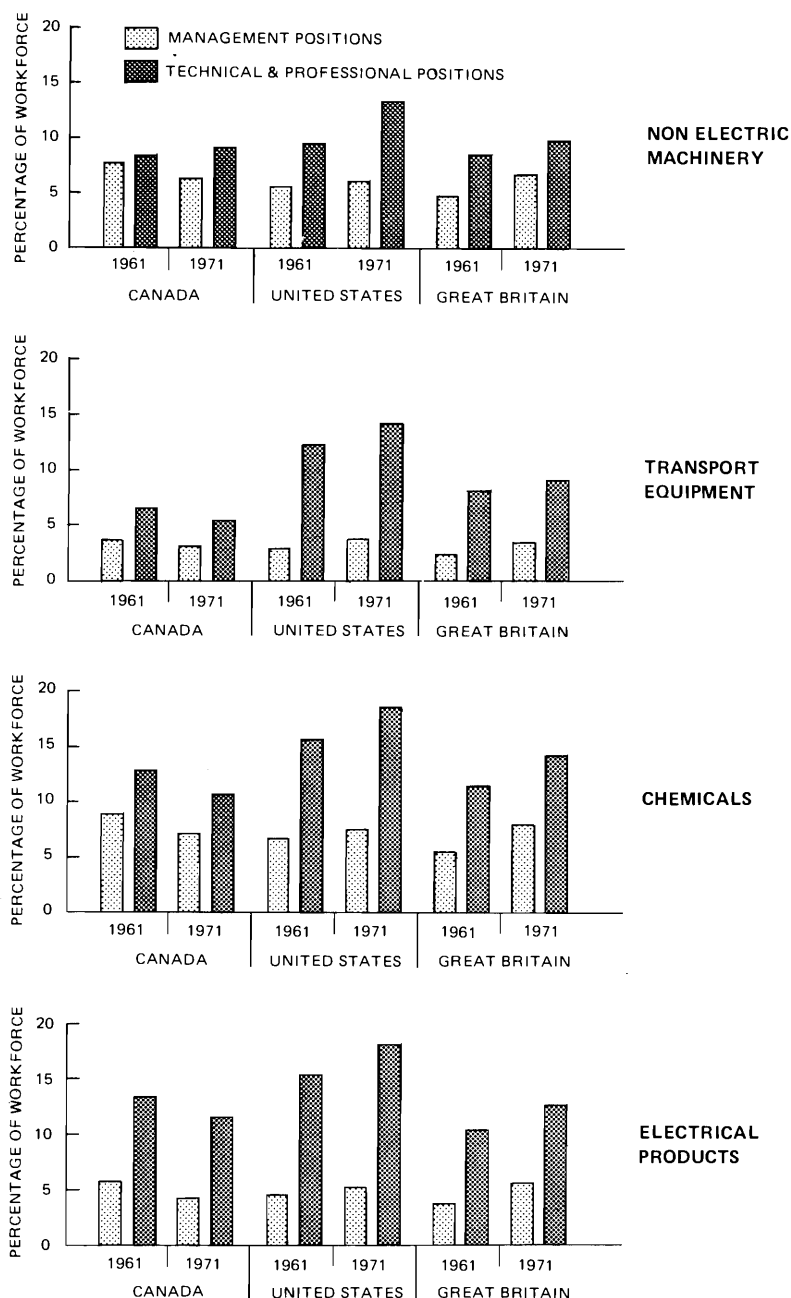 PERCENTAGE OF WORKFORCE
20
15
10
5
0
MANAGEMENT POSITIONS
TECHNICAL & PROFESSIONAL POSITIONS
NON ELECTRIC
MACHINERY
1961 1971 1961 1971 1961 1971
CANADA UNITED STATES GREAT BRITAIN
PERCENTAGE OF WORKFORCE
20
15
10
5
0
TRANSPORT
EQUIPMENT
1961 1971 1961 1971 1961 1971
CANADA UNITED STATES GREAT BRITAIN
PERCENTAGE OF WORKFORCE
20
15
10
5
0
CHEMICALS
1961 1971 1961 1971 1961 1971
CANADA UNITED STATES GREAT BRITAIN
PERCENTAGE OF WORKFORCE
20
15
10
5
0
ELECTRICAL
PRODUCTS
1961 1971 1961 1971 1961 1971
CANADA UNITED STATES GREAT BRITAIN